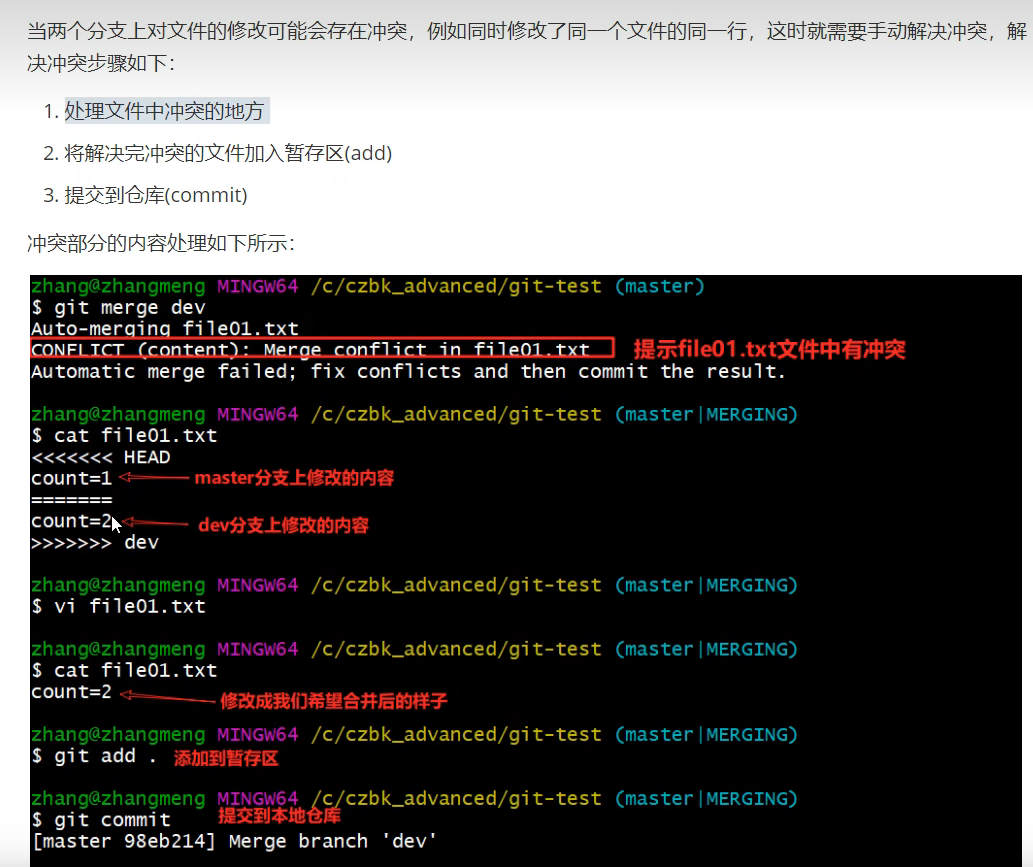 当两个分支上对文件的修改可能会存在冲突，例如同时修改了同一个文件的同一行，这时就需要手动解决冲突，解
决冲突步骤如下：
1. 处理文件中冲突的地方
2. 将解决完冲突的文件加入暂存区(add)
3. 提交到仓库(commit)
冲突部分的内容处理如下所示：
zhang@zhangmeng MINGW64 /c/czbk_advanced/git-test (master)
$ git merge dev
Auto-merging file01.txt
CONFLICT (content): Merge conflict in file01.txt 提示file01.txt文件中有冲突
Automatic merge failed; fix conflicts and then commit the result.
zhang@zhangmeng MINGW64 /c/czbk_advanced/git-test (master|MERGING)
$ cat file01.txt
<<<<<<< HEAD
count=1 master分支上修改的内容
=======
count=2 dev分支上修改的内容
>>>>>>> dev
zhang@zhangmeng MINGW64 /c/czbk_advanced/git-test (master|MERGING)
$ vi file01.txt
zhang@zhangmeng MINGW64 /c/czbk_advanced/git-test (master|MERGING)
$ cat file01.txt
count=2 修改成我们希望合并后的样子
zhang@zhangmeng MINGW64 /c/czbk_advanced/git-test (master|MERGING)
$ git add . 添加到暂存区
zhang@zhangmeng MINGW64 /c/czbk_advanced/git-test (master|MERGING)
$ git commit 提交到本地仓库
[master 98eb214] Merge branch 'dev'